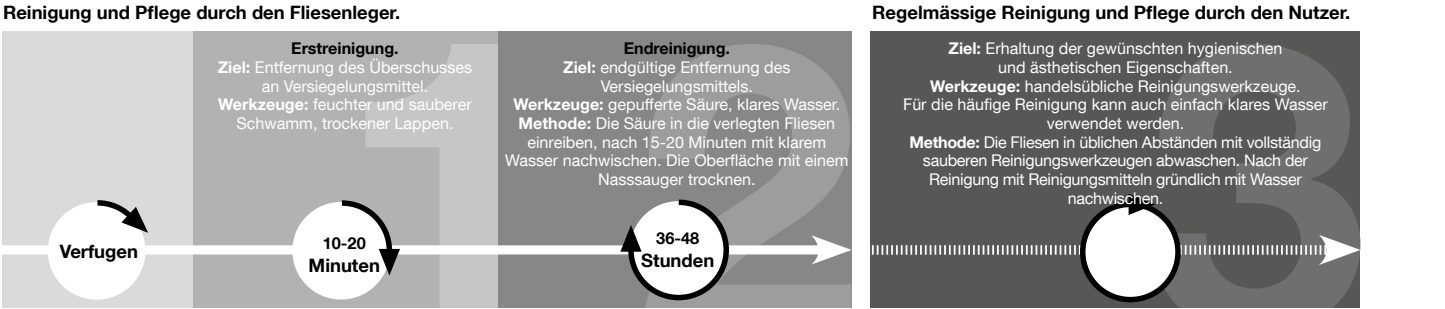 Reinigung und Pflege durch den Fliesenleger.
Erstreinigung.
Ziel: Entfernung des Überschusses
an Versiegelungsmittel.
Werkzeuge: feuchter und sauberer
Schwamm, trockener Lappen.
1
Endreinigung.
Ziel: endgültige Entfernung des
Versiegelungsmittels.
Werkzeuge: gepufferte Säure, klares Wasser.
Methode: Die Säure in die verlegten Fliesen
einreiben, nach 15-20 Minuten mit klarem
Wasser nachwischen. Die Oberfläche mit einem
Nasssauger trocknen.
2
Verfugen
10-20
Minuten
36-48
Stunden
Regelmässige Reinigung und Pflege durch den Nutzer.
Ziel: Erhaltung der gewünschten hygienischen
und ästhetischen Eigenschaften.
Werkzeuge: handelsübliche Reinigungswerkzeuge.
Für die häufige Reinigung kann auch einfach klares Wasser
verwendet werden.
Methode: Die Fliesen in üblichen Abständen mit vollständig
sauberen Reinigungswerkzeugen abwaschen. Nach der
Reinigung mit Reinigungsmitteln gründlich mit Wasser
nachwischen.
3